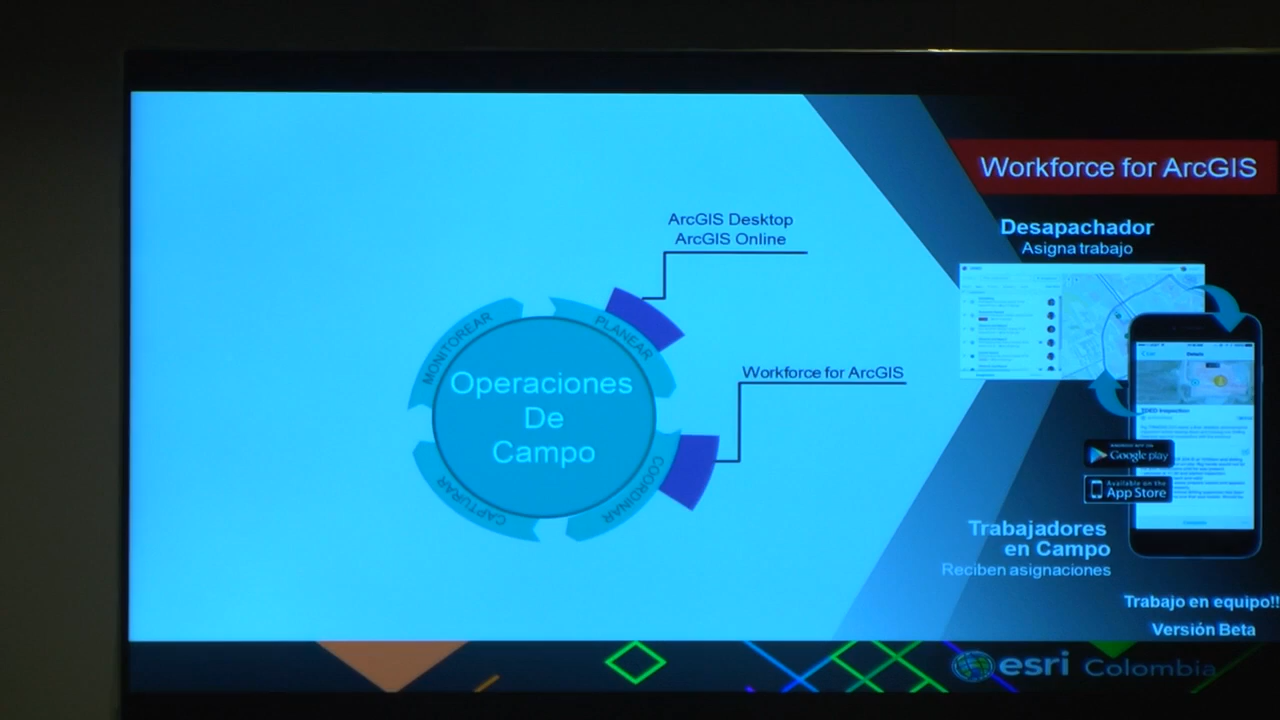 Workforce for ArcGIS
Desapachador
Asigna trabajo
ArcGIS Desktop
ArcGIS Online
MONITOREAR
PLANEAR
Workforce for ArcGIS
Operaciones
De
Campo
CAPTURAR
COORDINAR
Details
Google play
Available on the
App Store
Trabajadores
en Campo
Reciben asignaciones
Trabajo en equipo!!
Versión Beta
esri Colombia